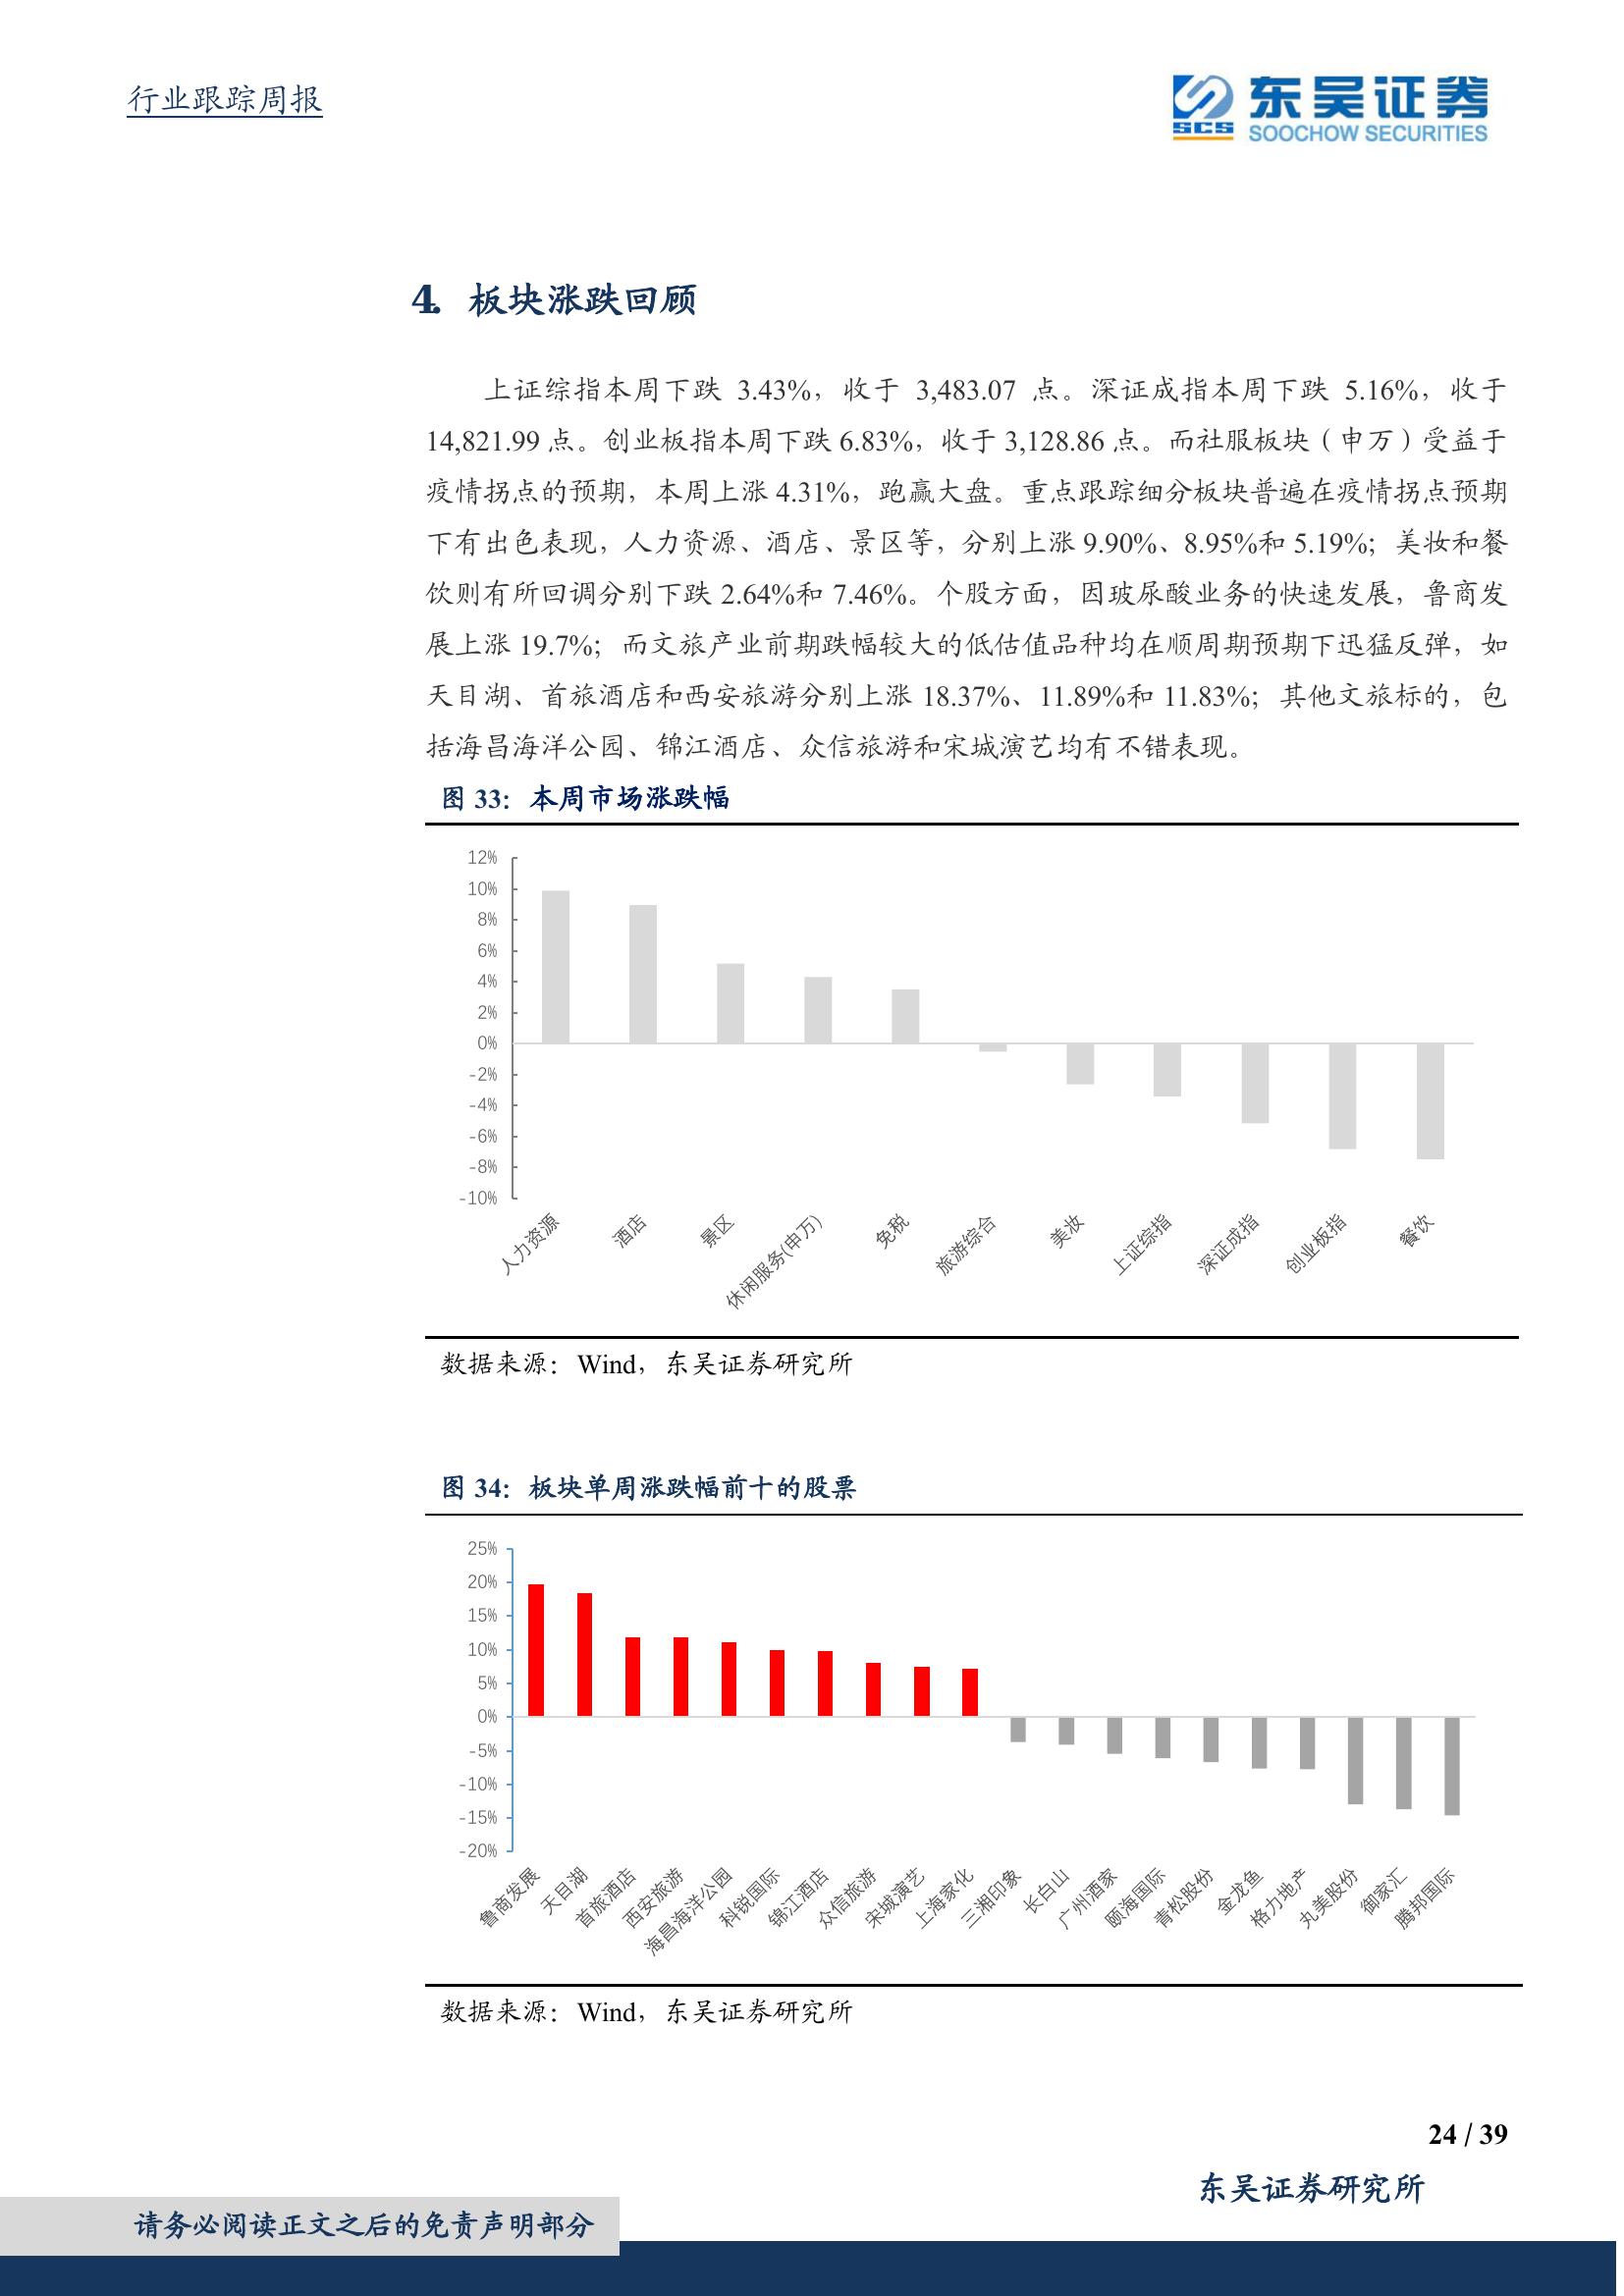 行业跟踪周报
东吴证券
SCS
SOOCHOW SECURITIES
4. 板块涨跌回顾
上证综指本周下跌 3.43%，收于 3,483.07 点。深证成指本周下跌 5.16%，收于
14,821.99 点。创业板指本周下跌 6.83%，收于 3,128.86 点。而社服板块（申万）受益于
疫情拐点的预期，本周上涨 4.31%，跑赢大盘。重点跟踪细分板块普遍在疫情拐点预期
下有出色表现，人力资源、酒店、景区等，分别上涨 9.90%、8.95%和 5.19%；美妆和餐
饮则有所回调分别下跌 2.64%和 7.46%。个股方面，因玻尿酸业务的快速发展，鲁商发
展上涨 19.7%；而文旅产业前期跌幅较大的低估值品种均在顺周期预期下迅猛反弹，如
天目湖、首旅酒店和西安旅游分别上涨 18.37%、11.89%和 11.83%；其他文旅标的，包
括海昌海洋公园、锦江酒店、众信旅游和宋城演艺均有不错表现。
图 33：本周市场涨跌幅
12%
10%
8%
6%
4%
2%
0%
-2%
-4%
-6%
-8%
-10%
人力资源
酒店
景区
休闲服务(申万)
免税
旅游综合
美妆
上证综指
深证成指
创业板指
餐饮
数据来源：Wind，东吴证券研究所
图 34：板块单周涨跌幅前十的股票
25%
20%
15%
10%
5%
0%
-5%
-10%
-15%
-20%
鲁商发展
天目湖
首旅酒店
西安旅游
海昌海洋公园
科锐国际
锦江酒店
众信旅游
宋城演艺
上海家化
三湘印象
长白山
广州酒家
颐海国际
青松股份
金龙鱼
格力地产
丸美股份
御家汇
腾邦国际
数据来源：Wind，东吴证券研究所
24 / 39
东吴证券研究所
请务必阅读正文之后的免责声明部分